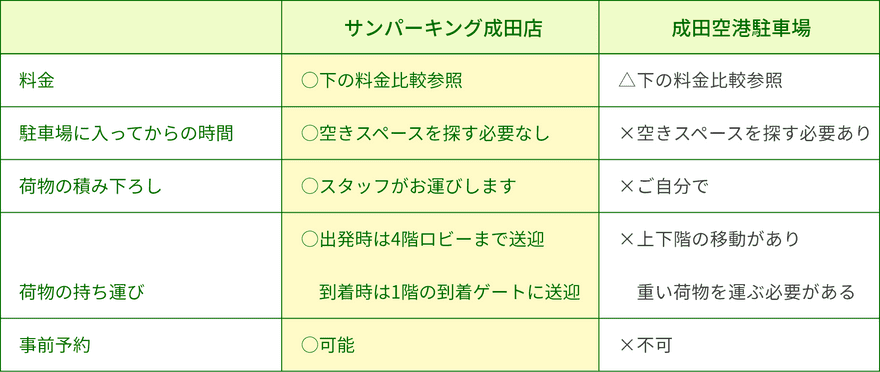 サンパーキング成田店 成田空港駐車場
料金 ○下の料金比較参照 △下の料金比較参照
駐車場に入ってからの時間 ○空きスペースを探す必要なし ×空きスペースを探す必要あり
荷物の積み下ろし ○スタッフがお運びします ×ご自分で
○出発時は4階ロビーまで送迎 ×上下階の移動があり
荷物の持ち運び 到着時は1階の到着ゲートに送迎 重い荷物を運ぶ必要がある
事前予約 ○可能 ×不可